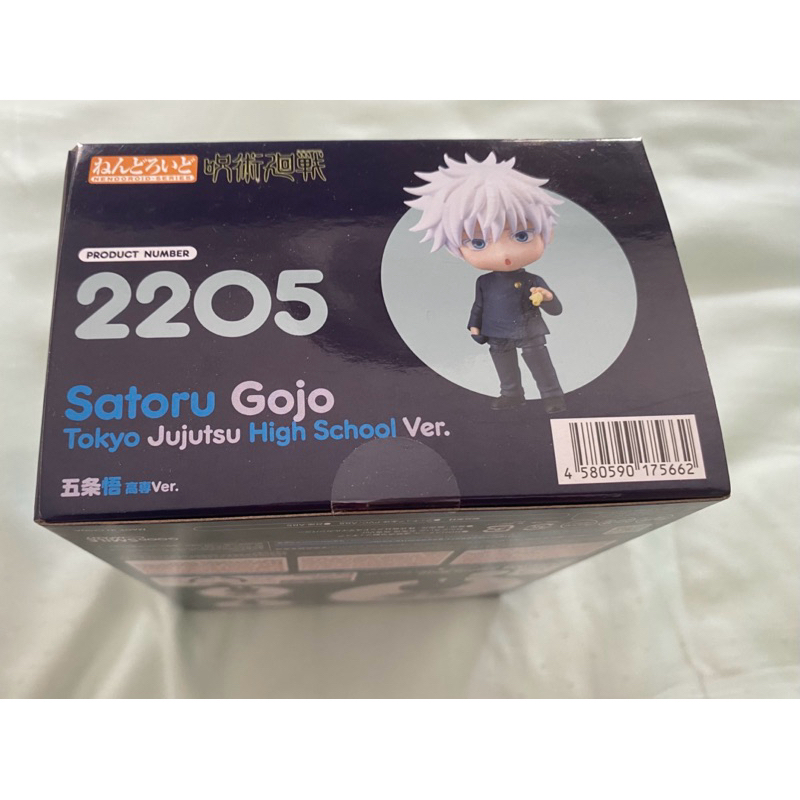 ねんどろいど
NENDOROID SERIES
呪術廻戦
PRODUCT NUMBER
2205
Satoru Gojo
Tokyo Jujutsu High School Ver.
五条悟 高専Ver.
4 580590 175662